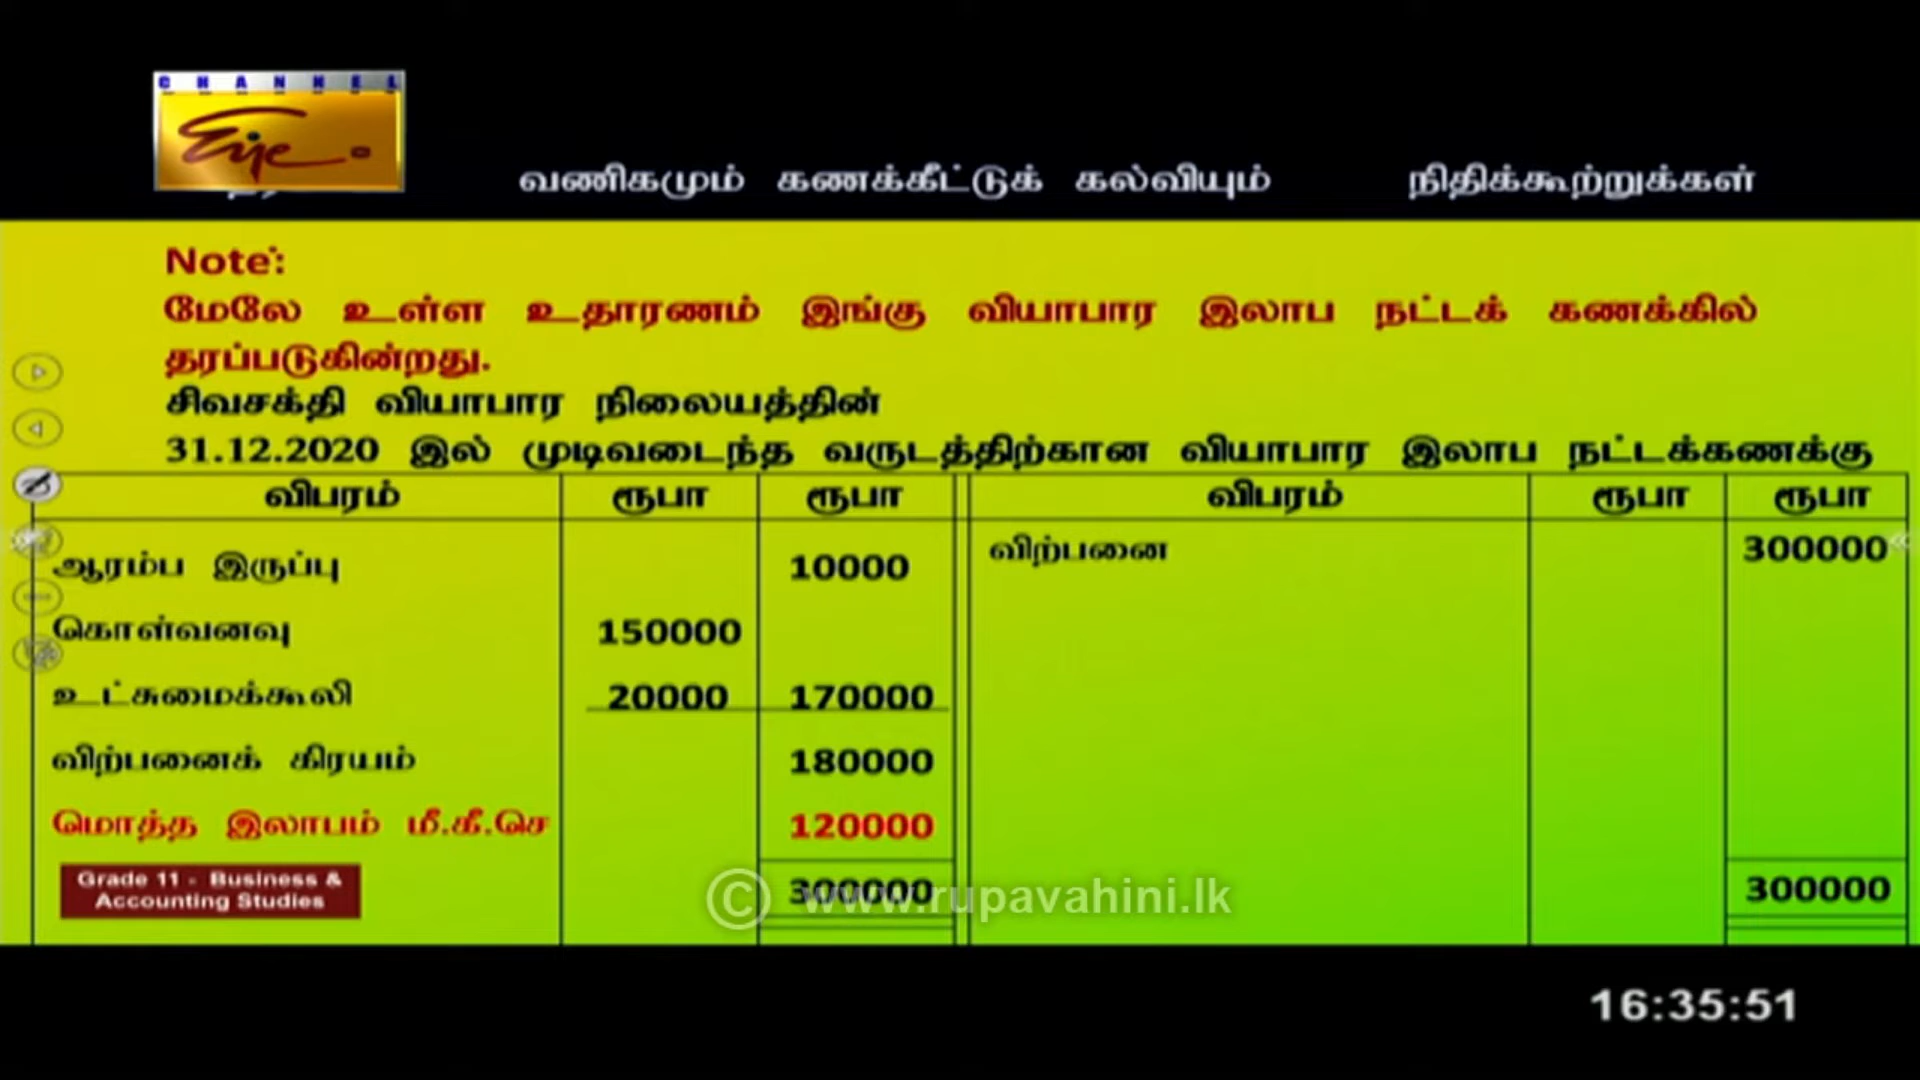 CHANNEL
Eye
வணிகமும் கணக்கீட்டுக் கல்வியும் நிதிக்கூற்றுக்கள்
Note:
மேலே உள்ள உதாரணம் இங்கு வியாபார இலாப நட்டக் கணக்கில்
தரப்படுகின்றது.
சிவசக்தி வியாபார நிலையத்தின்
31.12.2020 இல் முடிவடைந்த வருடத்திற்கான வியாபார இலாப நட்டக்கணக்கு
விபரம் ரூபா ரூபா விபரம் ரூபா ரூபா
ஆரம்ப இருப்பு 10000 விற்பனை 300000
கொள்வனவு 150000
உட்சுமைக்கூலி 20000 170000
விற்பனைக் கிரயம் 180000
மொத்த இலாபம் மீ.கீ.செ 120000
300000 300000
Grade 11 - Business &
Accounting Studies
© www.rupavahini.lk
16:35:51